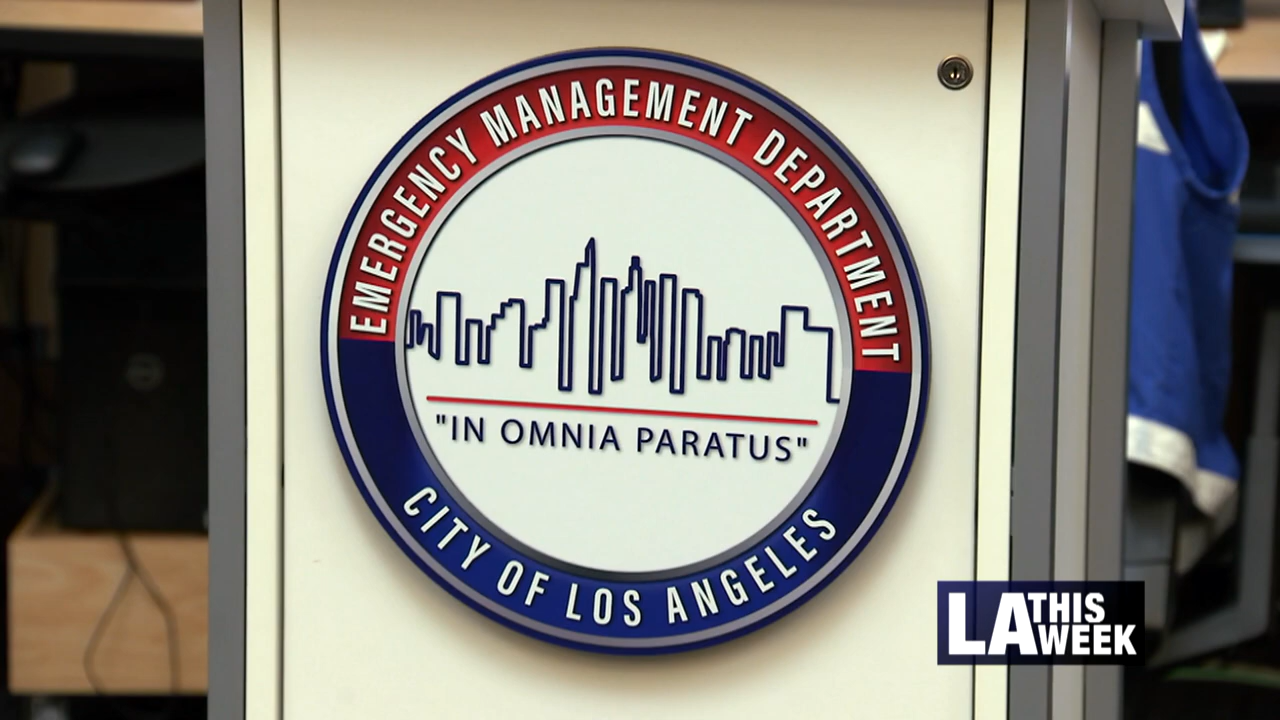 EMERGENCY MANAGEMENT DEPARTMENT
"IN OMNIA PARATUS"
CITY OF LOS ANGELES
LA THIS WEEK